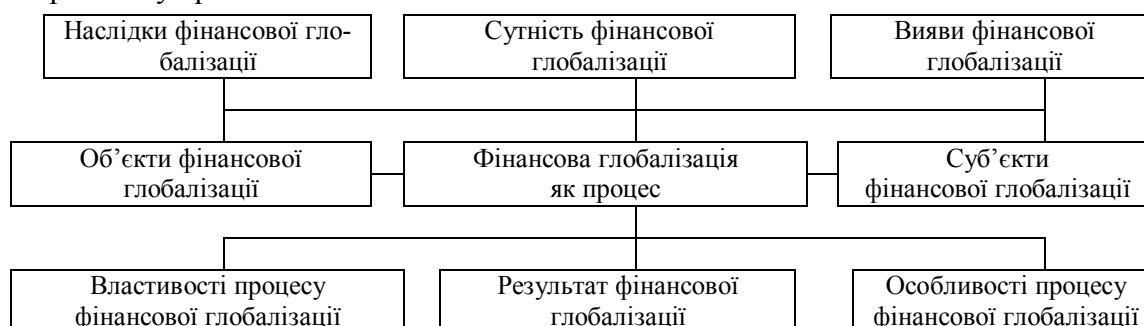 Наслідки фінансової гло-
балізації
Сутність фінансової
глобалізації
Вияви фінансової
глобалізації
Об’єкти фінансової
глобалізації
Фінансова глобалізація
як процес
Суб’єкти
фінансової глобалізації
Властивості процесу
фінансової глобалізації
Результат фінансової
глобалізації
Особливості процесу
фінансової глобалізації